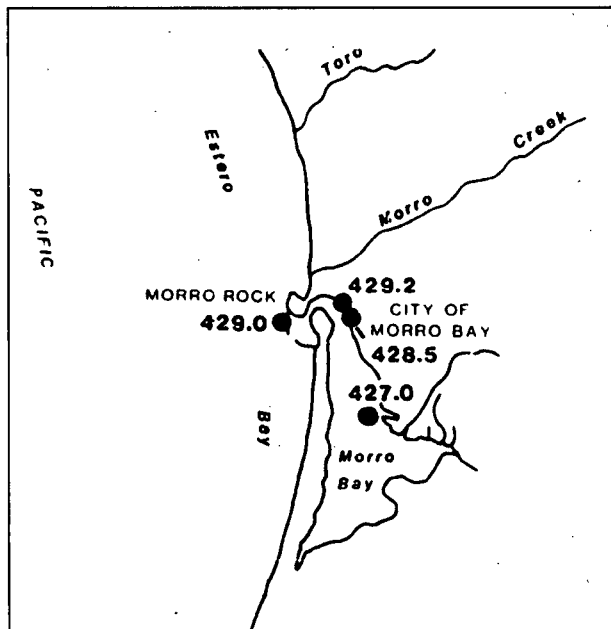 Toro
Creek
Morro
Estero
PACIFIC
429.2
MORRO ROCK
429.0
CITY OF
MORRO BAY
428.5
427.0
Bay
Morro
Bay